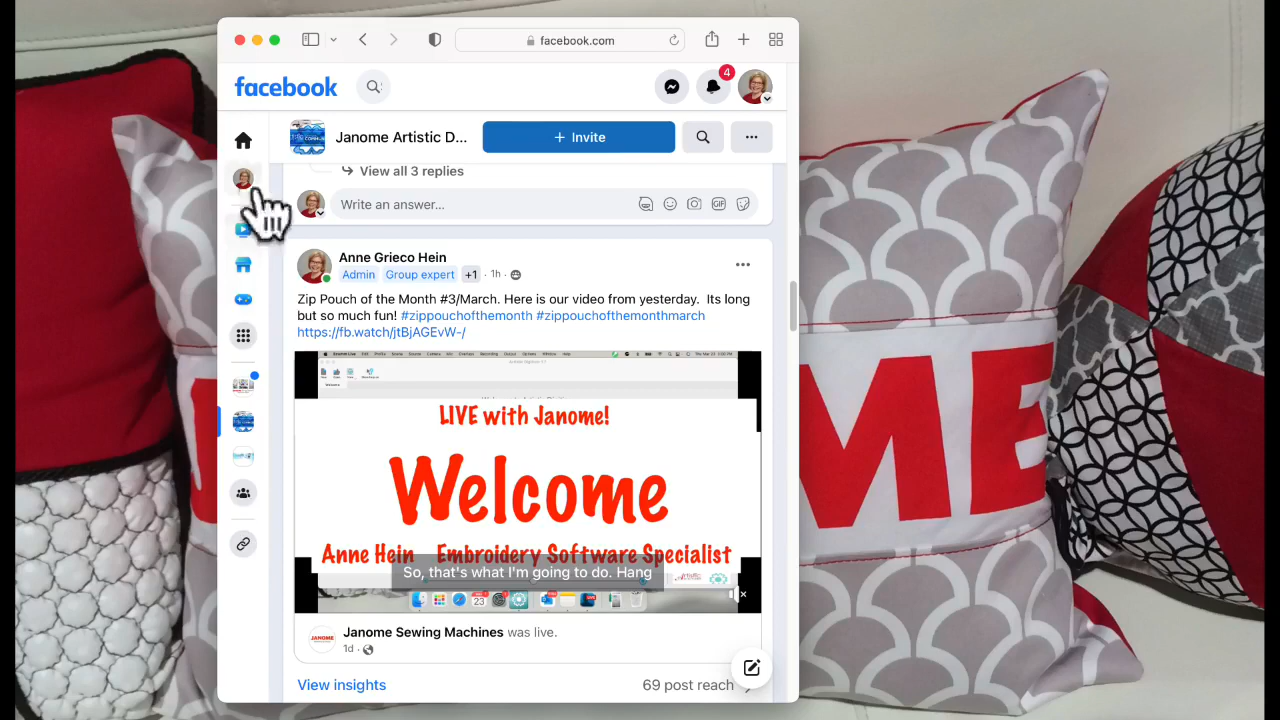 facebook.com
facebook
4
Janome Artistic D...
+ Invite
View all 3 replies
Write an answer...
GIF
Anne Grieco Hein
Admin Group expert +1 · 1h ·
Zip Pouch of the Month #3/March. Here is our video from yesterday. Its long
but so much fun! #zippouchofthemonth #zippouchofthemonthmarch
https://fb.watch/jtBjAGEvW-/
LIVE with Janome!
Welcome
Anne Hein Embroidery Software Specialist
So, that's what I'm going to do. Hang
23
JANOME
Janome Sewing Machines was live.
1d ·
View insights
69 post reach
ME